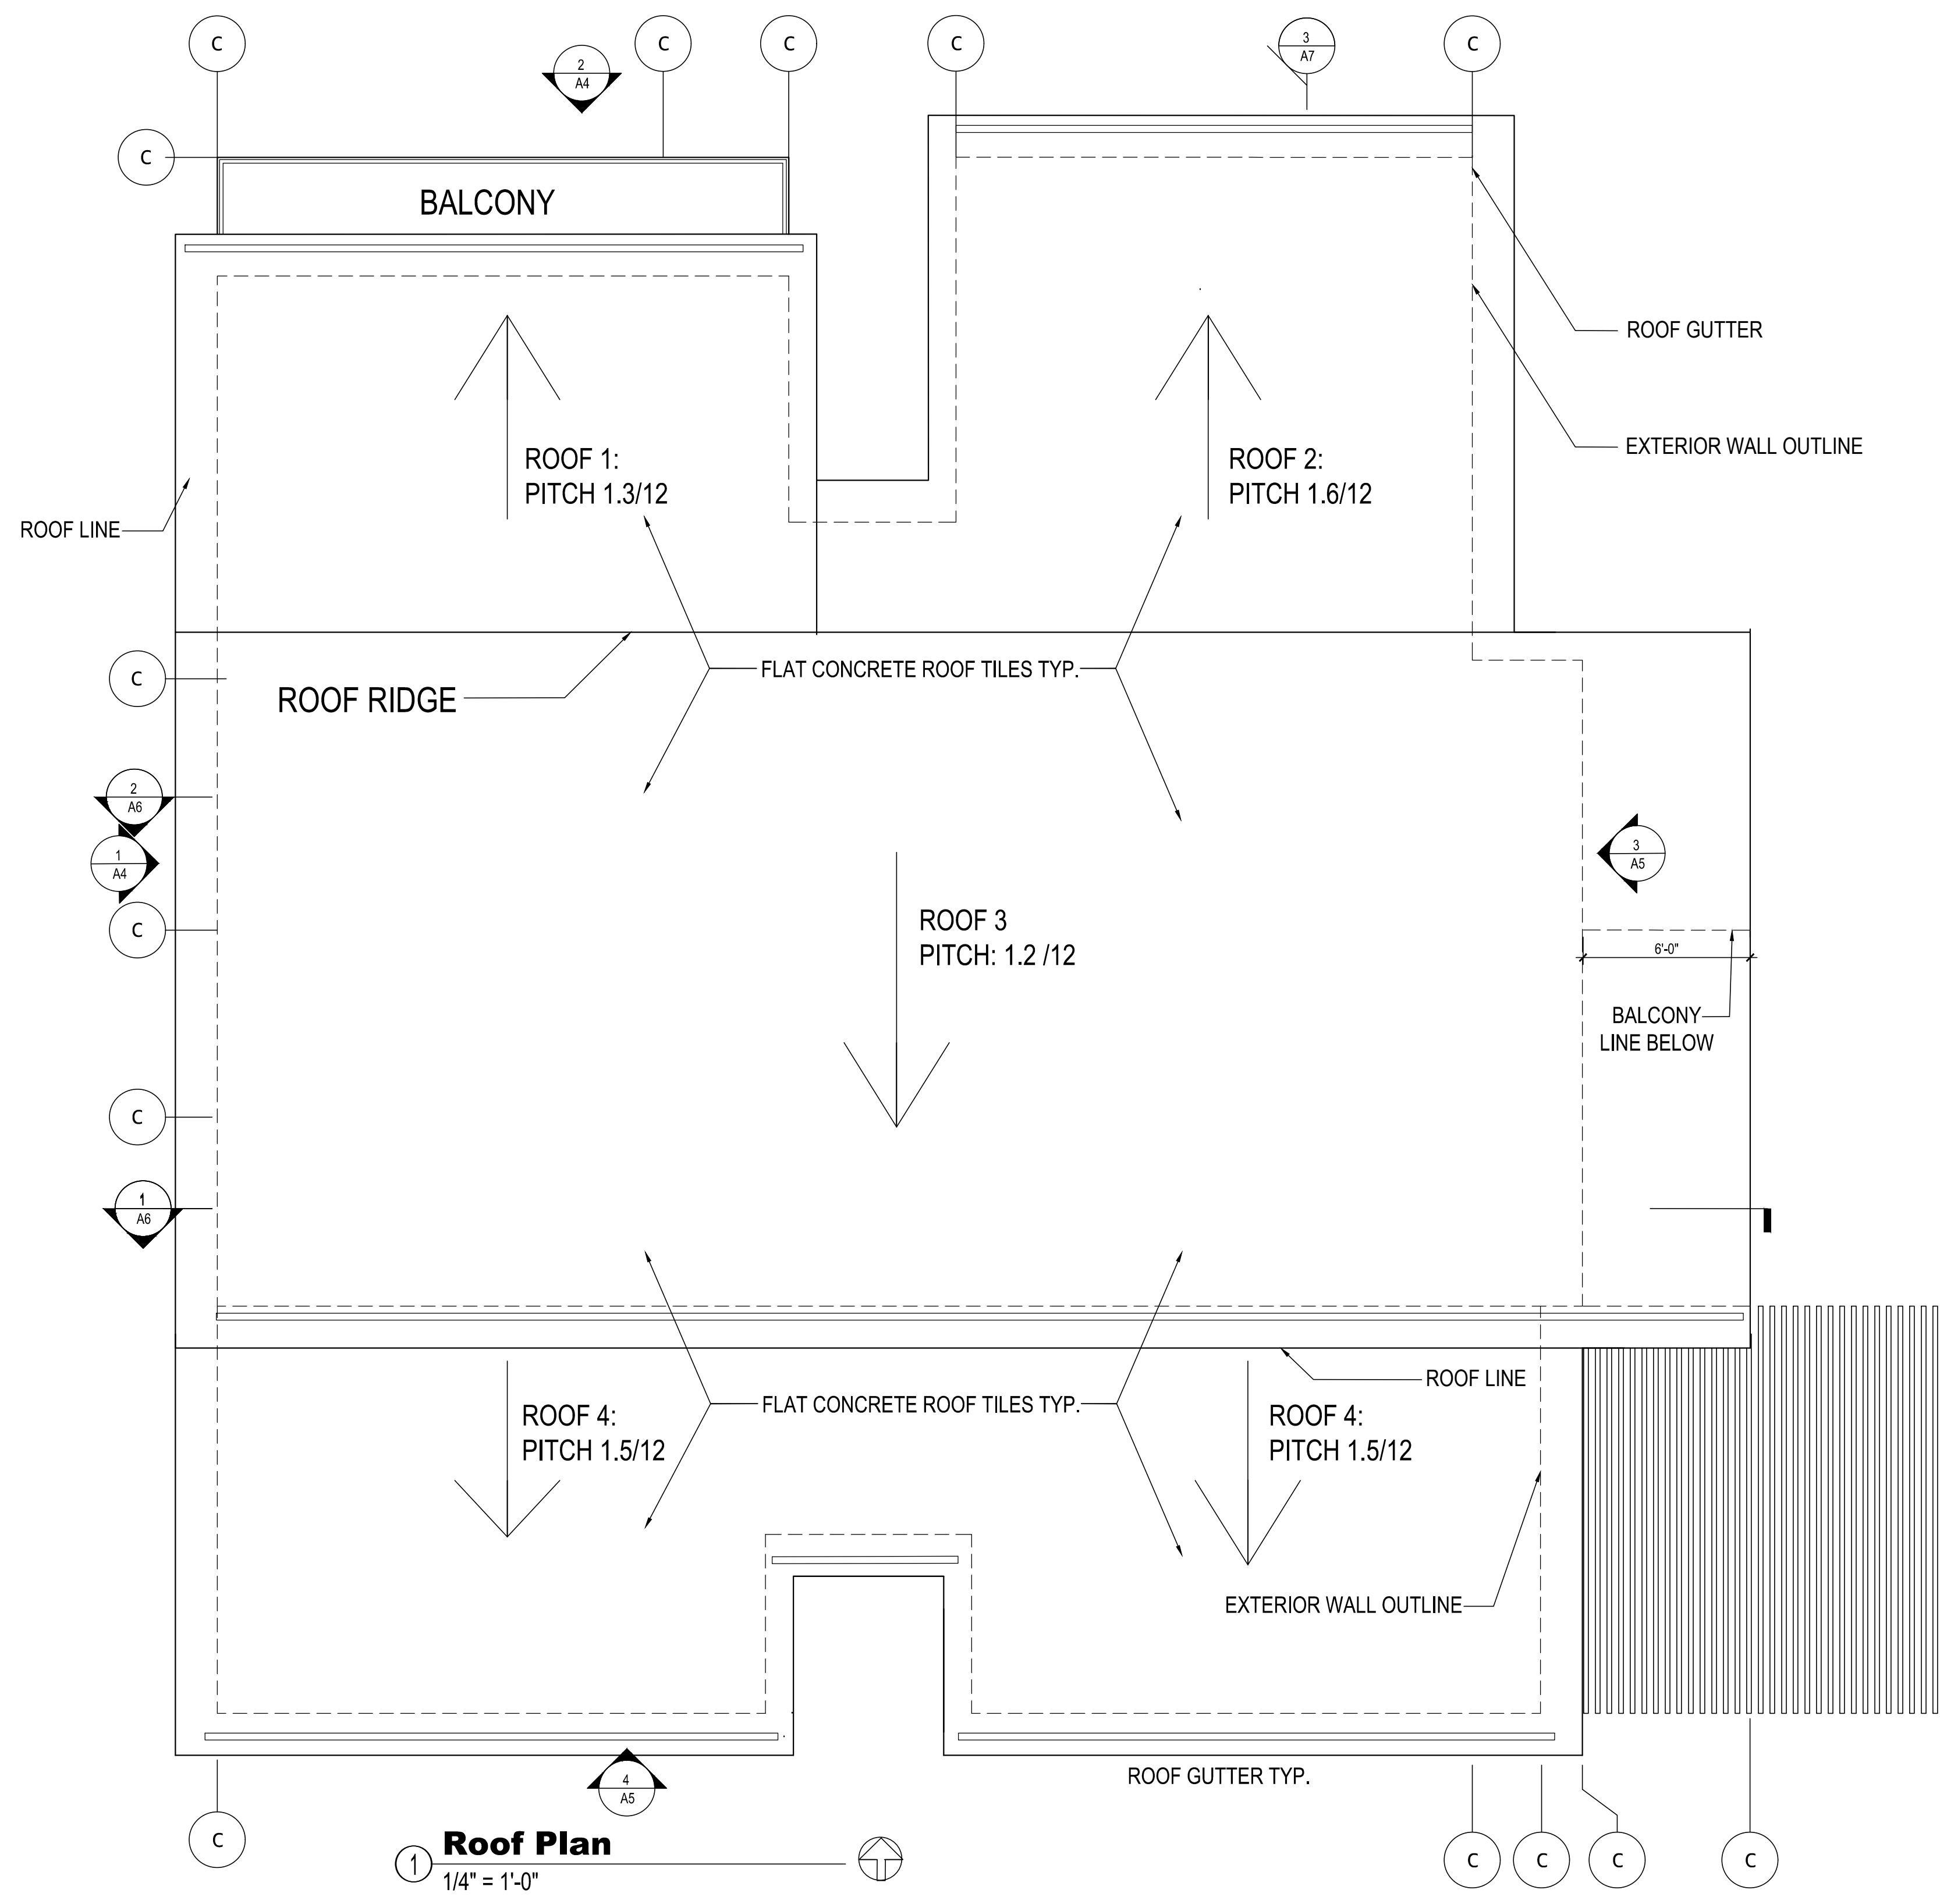 C
C
C
C
C
2
A4
3
A7
C
BALCONY
ROOF GUTTER
EXTERIOR WALL OUTLINE
ROOF 1:
PITCH 1.3/12
ROOF 2:
PITCH 1.6/12
ROOF LINE
FLAT CONCRETE ROOF TILES TYP.
C
ROOF RIDGE
2
A6
1
A4
3
A5
C
ROOF 3
PITCH: 1.2 /12
6'-0"
BALCONY
LINE BELOW
C
1
A6
ROOF LINE
FLAT CONCRETE ROOF TILES TYP.
ROOF 4:
PITCH 1.5/12
ROOF 4:
PITCH 1.5/12
EXTERIOR WALL OUTLINE
ROOF GUTTER TYP.
4
A5
C
C
C
C
C
1
Roof Plan
1/4" = 1'-0"